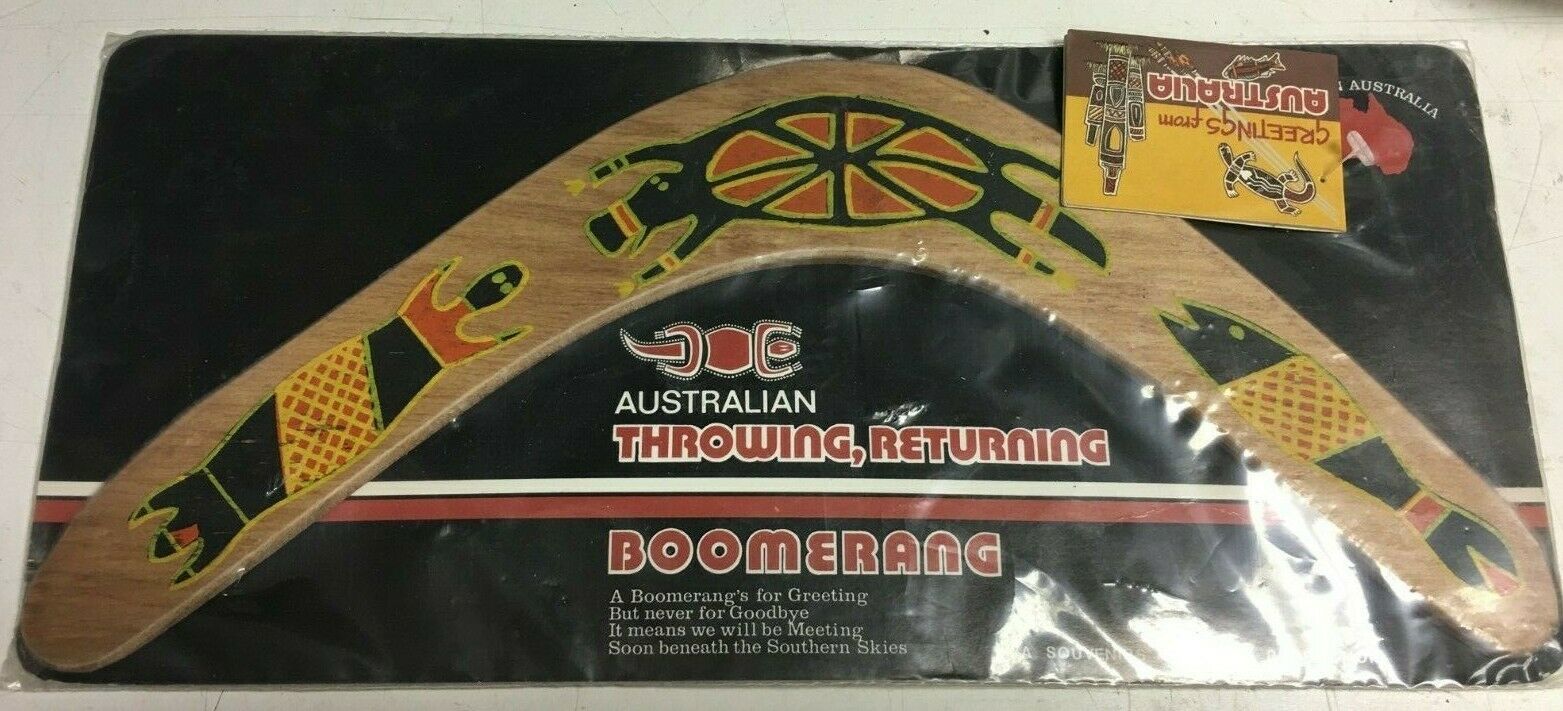 GREETINGS from
AUSTRALIA
AUSTRALIA
AUSTRALIAN
THROWING, RETURNING
BOOMERANG
A Boomerang's for Greeting
But never for Goodbye
It means we will be Meeting
Soon beneath the Southern Skies
A SOUVENIRS